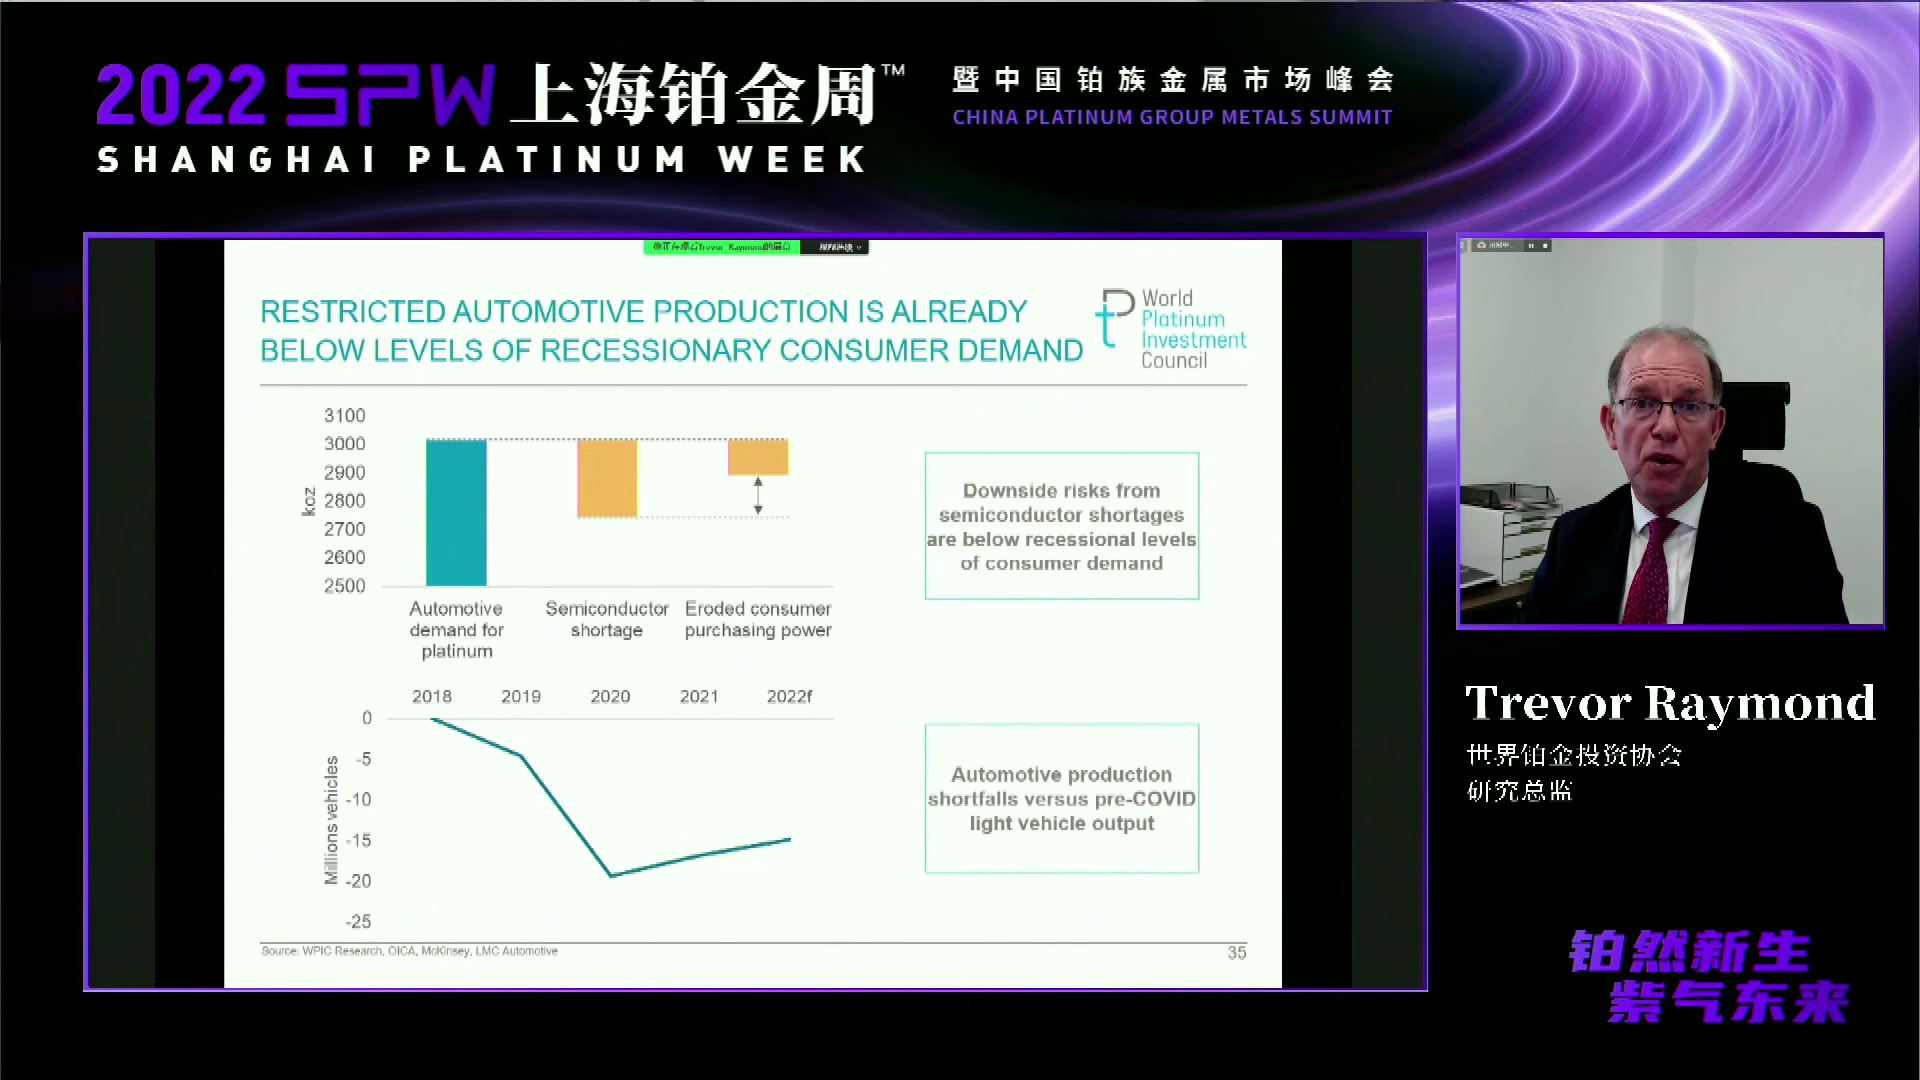 2022 SPW 上海铂金周™
SHANGHAI PLATINUM WEEK
暨中国铂族金属市场峰会
CHINA PLATINUM GROUP METALS SUMMIT
RESTRICTED AUTOMOTIVE PRODUCTION IS ALREADY
BELOW LEVELS OF RECESSIONARY CONSUMER DEMAND
World
Platinum
Investment
Council
3100
3000
2900
2800
2700
2600
2500
koz
Automotive
demand for
platinum
Semiconductor
shortage
Eroded consumer
purchasing power
Downside risks from
semiconductor shortages
are below recessional levels
of consumer demand
2018 2019 2020 2021 2022f
0
-5
-10
-15
-20
-25
Millions vehicles
Automotive production
shortfalls versus pre-COVID
light vehicle output
Source: WPIC Research, OICA, McKinsey, LMC Automotive
35
Trevor Raymond
世界铂金投资协会
研究总监
铂然新生
紫气东来